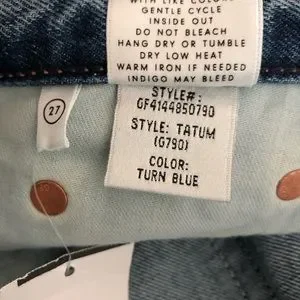 WITH LIKE COLORS
GENTLE CYCLE
INSIDE OUT
DO NOT BLEACH
HANG DRY OR TUMBLE
DRY LOW HEAT
WARM IRON IF NEEDED
INDIGO MAY BLEED
27
STYLE#:
GF4144850790
STYLE: TATUM
(G790)
COLOR:
TURN BLUE